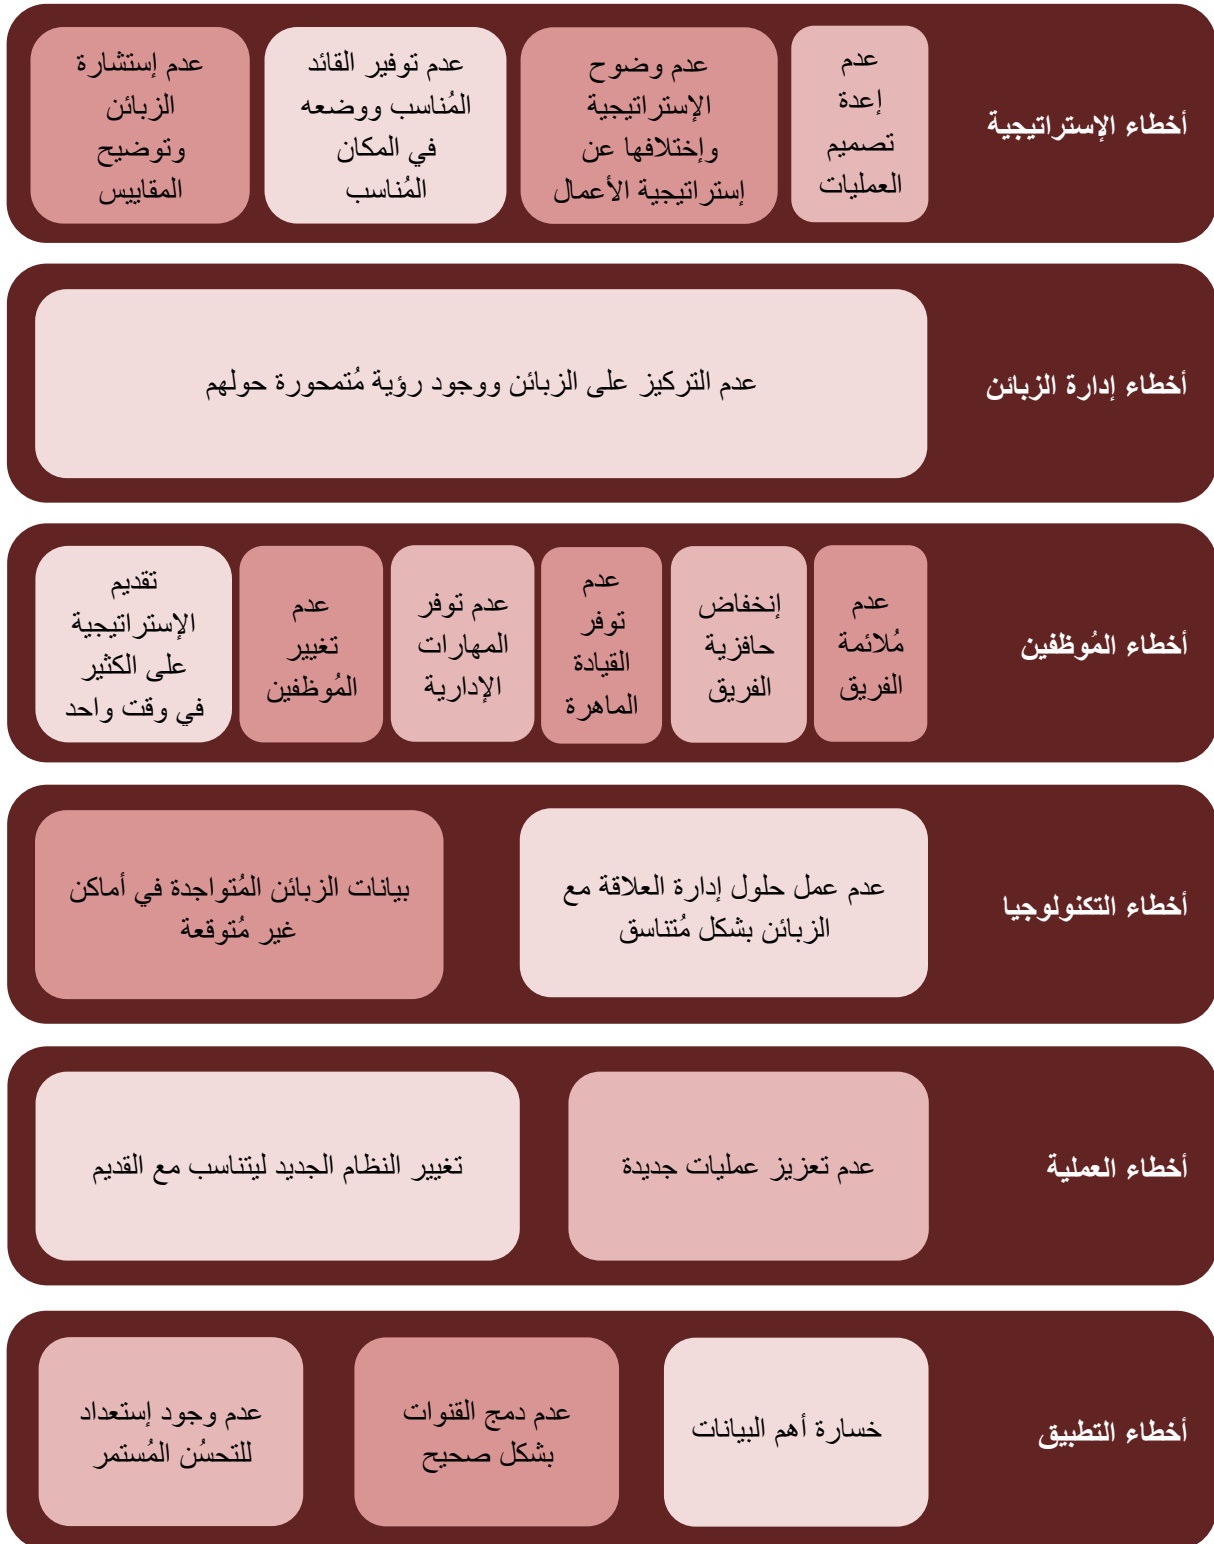 أخطاء الإستراتيجية
عدم
إعدة
تصميم
العمليات
عدم وضوح
الإستراتيجية
وإختلافها عن
إستراتيجية الأعمال
عدم توفير القائد
المُناسب ووضعه
في المكان
المُناسب
عدم إستشارة
الزبائن
وتوضيح
المقاييس
أخطاء إدارة الزبائن
عدم التركيز على الزبائن ووجود رؤية مُتمحورة حولهم
أخطاء المُوظفين
عدم
مُلائمة
الفريق
إنخفاض
حافزية
الفريق
عدم
توفر
القيادة
الماهرة
عدم توفر
المهارات
الإدارية
عدم
تغيير
المُوظفين
تقديم
الإستراتيجية
على الكثير
في وقت واحد
أخطاء التكنولوجيا
عدم عمل حلول إدارة العلاقة مع
الزبائن بشكل مُتناسق
بيانات الزبائن المُتواجدة في أماكن
غير مُتوقعة
أخطاء العملية
عدم تعزيز عمليات جديدة
تغيير النظام الجديد ليتناسب مع القديم
أخطاء التطبيق
خسارة أهم البيانات
عدم دمج القنوات
بشكل صحيح
عدم وجود إستعداد
للتحسُن المُستمر